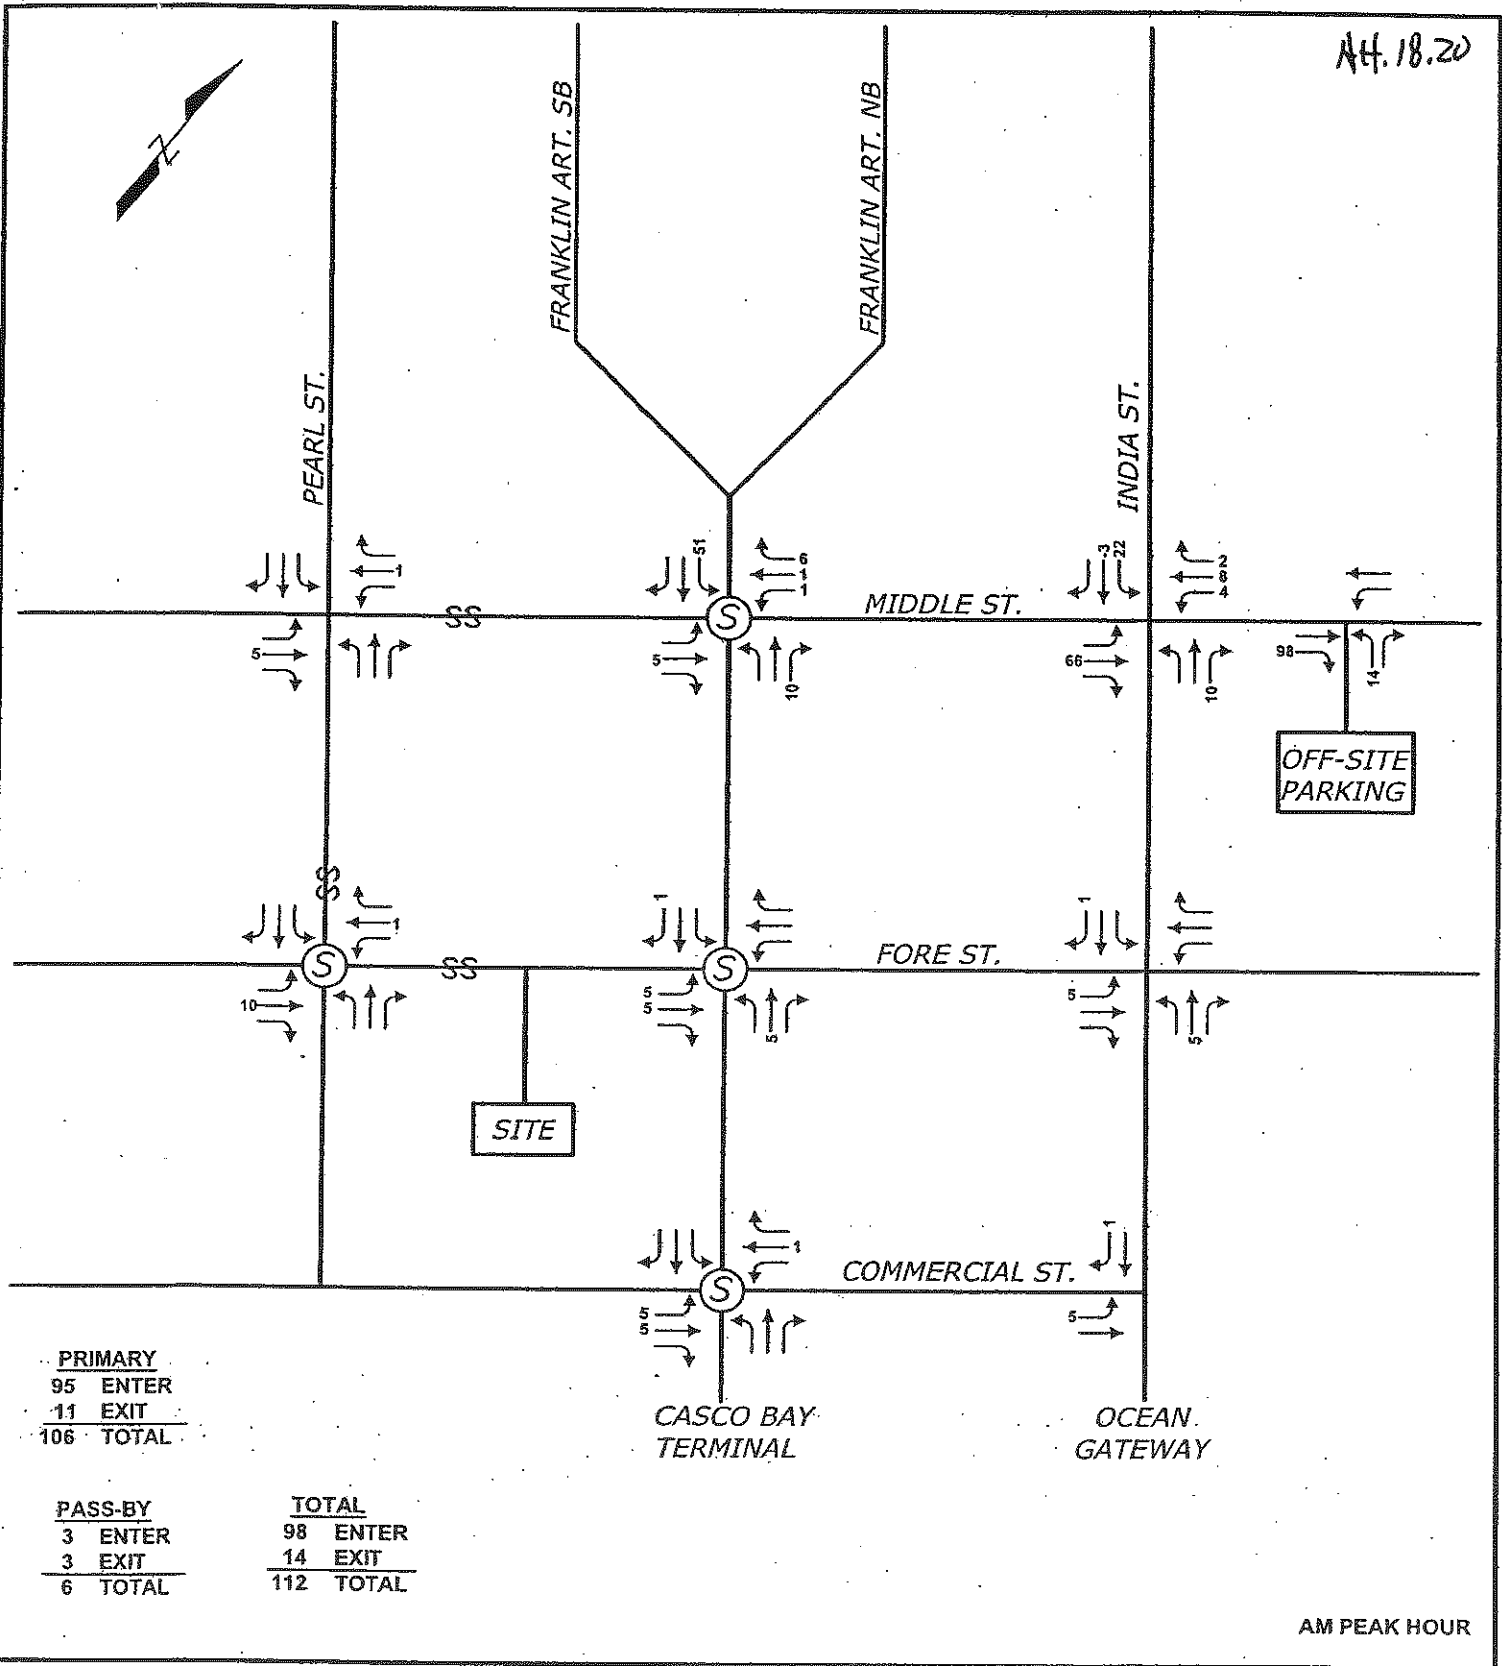 AH.18.20
Z
FRANKLIN ART. SB
FRANKLIN ART. NB
PEARL ST.
INDIA ST.
1
51
6
1
1
-3
22
2
8
4
MIDDLE ST.
SS
S
5
5
10
66
10
98
14
OFF-SITE
PARKING
SS
1
1
1
S
SS
S
FORE ST.
10
5
5
5
5
5
SITE
1
1
COMMERCIAL ST.
S
5
5
5
PRIMARY
95 ENTER
11 EXIT
106 TOTAL
CASCO BAY
TERMINAL
OCEAN
GATEWAY
PASS-BY
3 ENTER
3 EXIT
6 TOTAL
TOTAL
98 ENTER
14 EXIT
112 TOTAL
AM PEAK HOUR